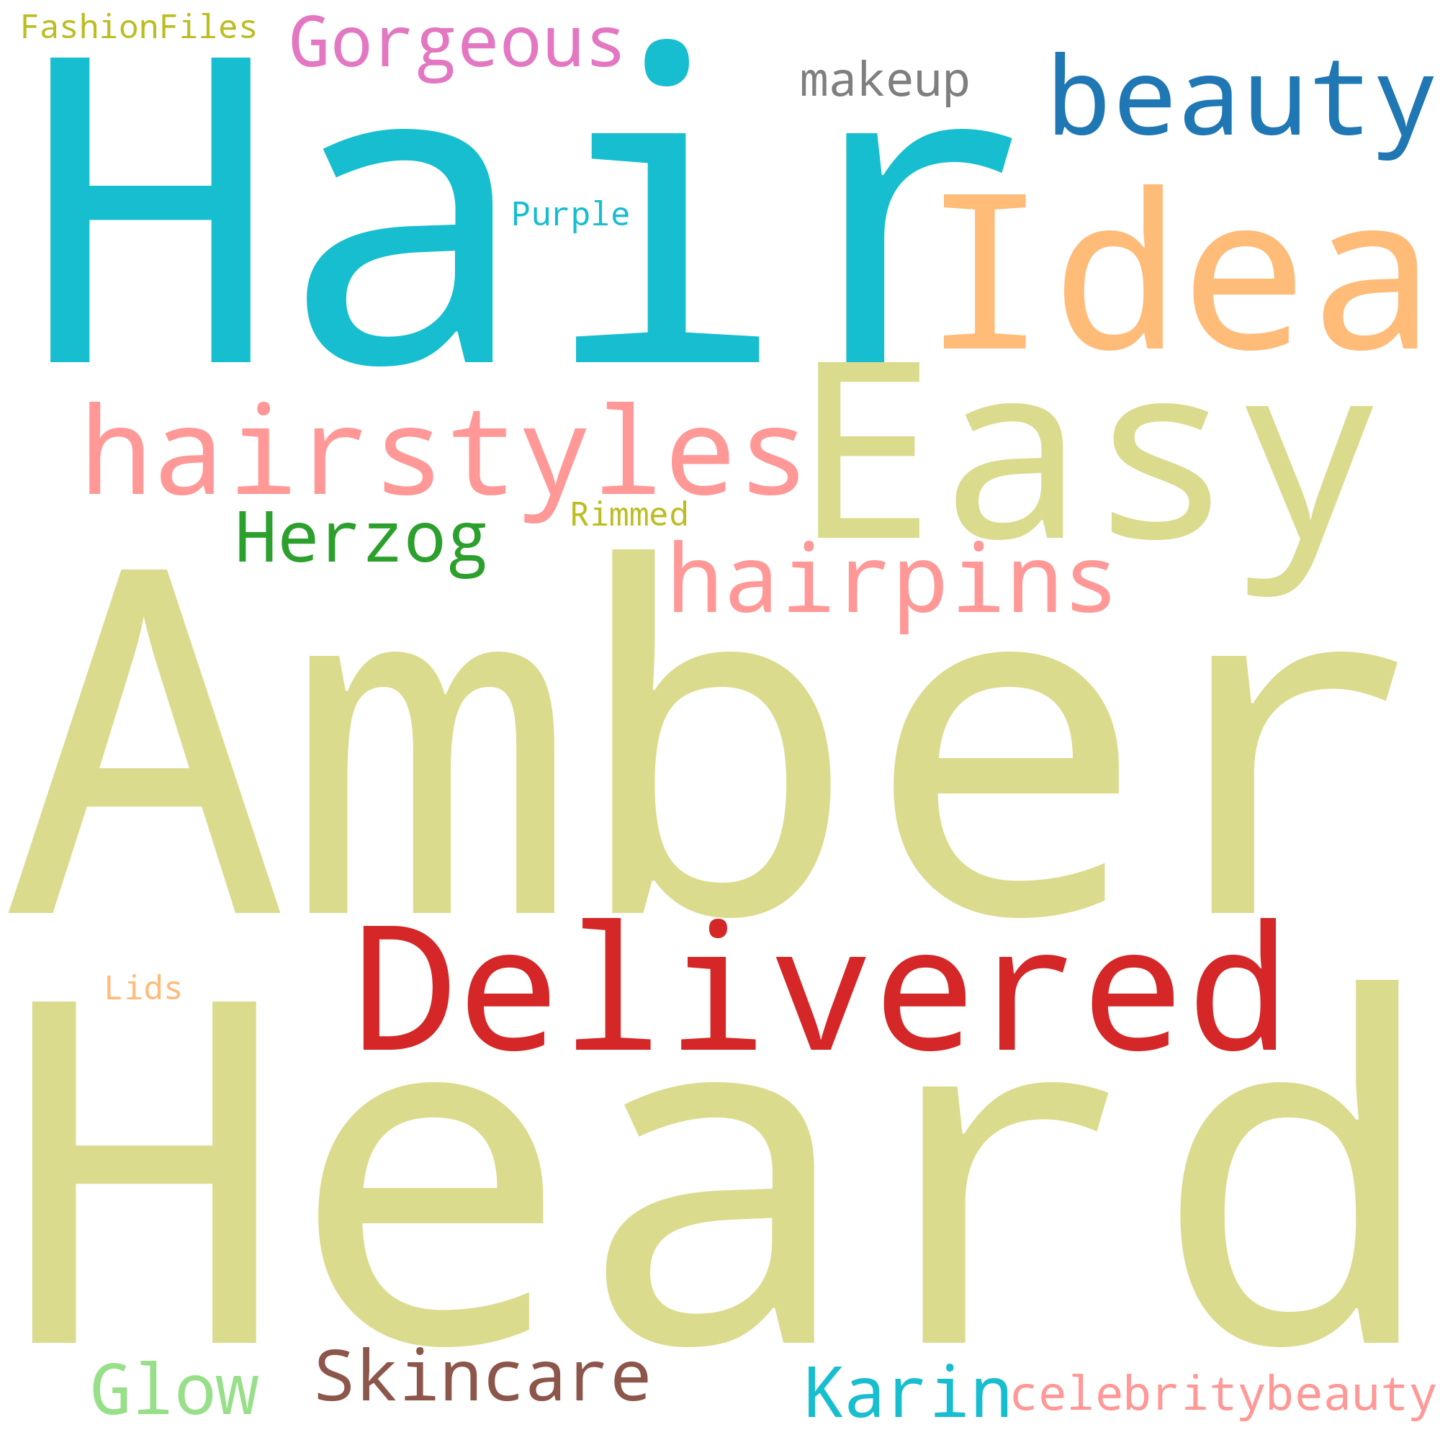 FashionFiles
Gorgeous
makeup
beauty
Hair
Purple
Idea
hairstyles
Easy
Rimmed
Herzog
hairpins
Amber
Delivered
Lids
Heard
Glow
Skincare
Karin
celebritybeauty